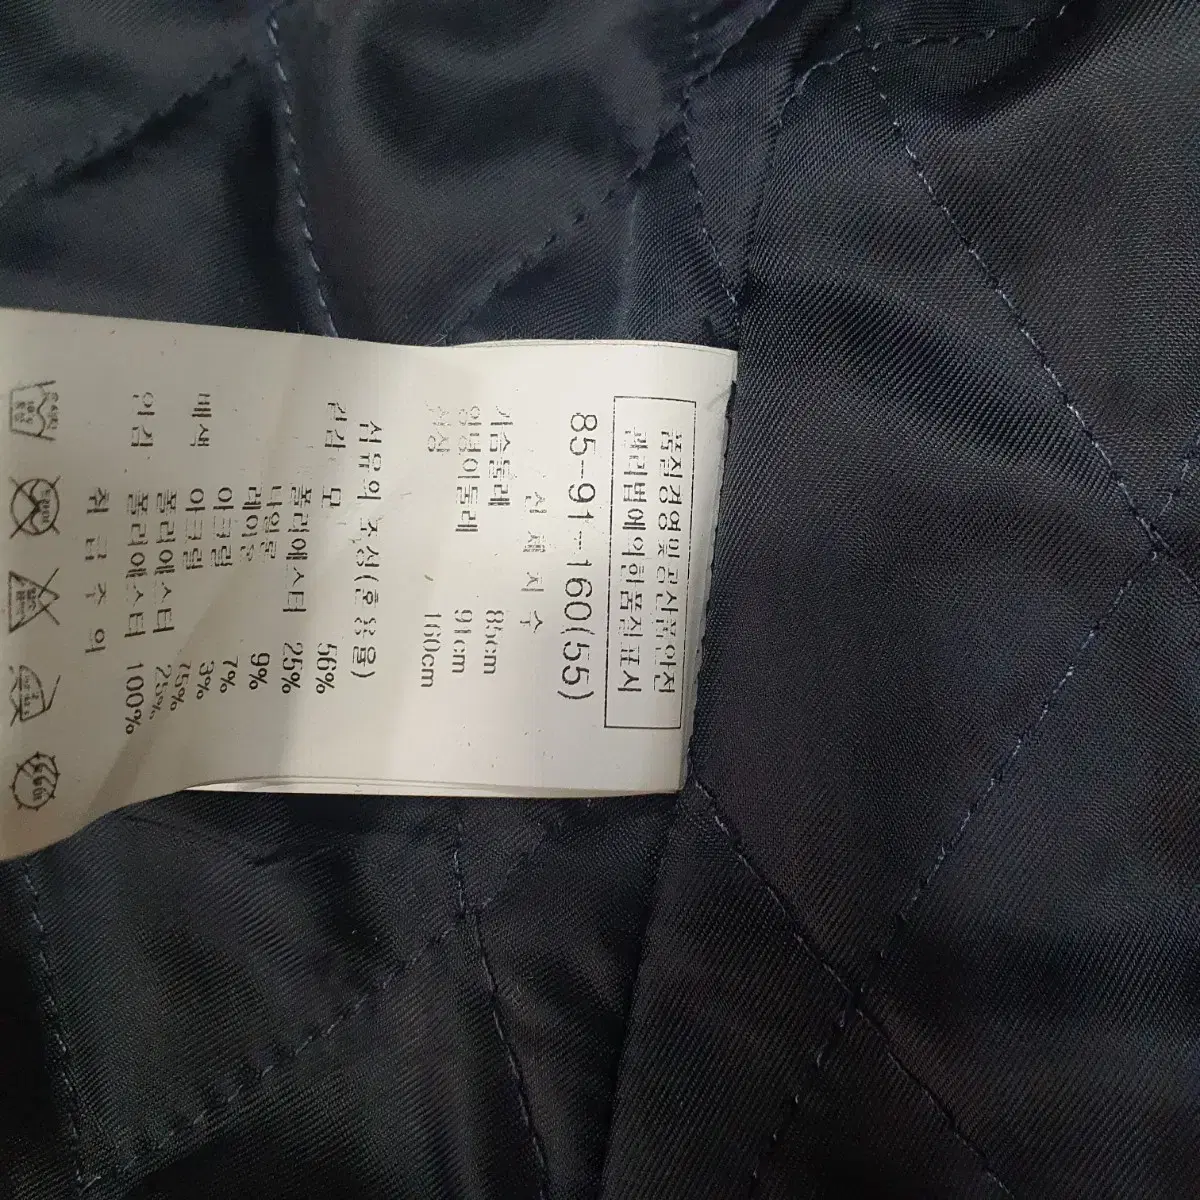 품질경영및공산품안전
관리법에의한품질표시
85-91-160(55)
신체치수
가슴둘레 85cm
엉덩이둘레 91cm
신장 160cm
섬유의 조성(혼용율)
겉감 모 56%
폴리에스터 25%
나일론 9%
레이온 7%
아크릴 3%
배색 아크릴 75%
폴리에스터 25%
안감 폴리에스터 100%
취급주의